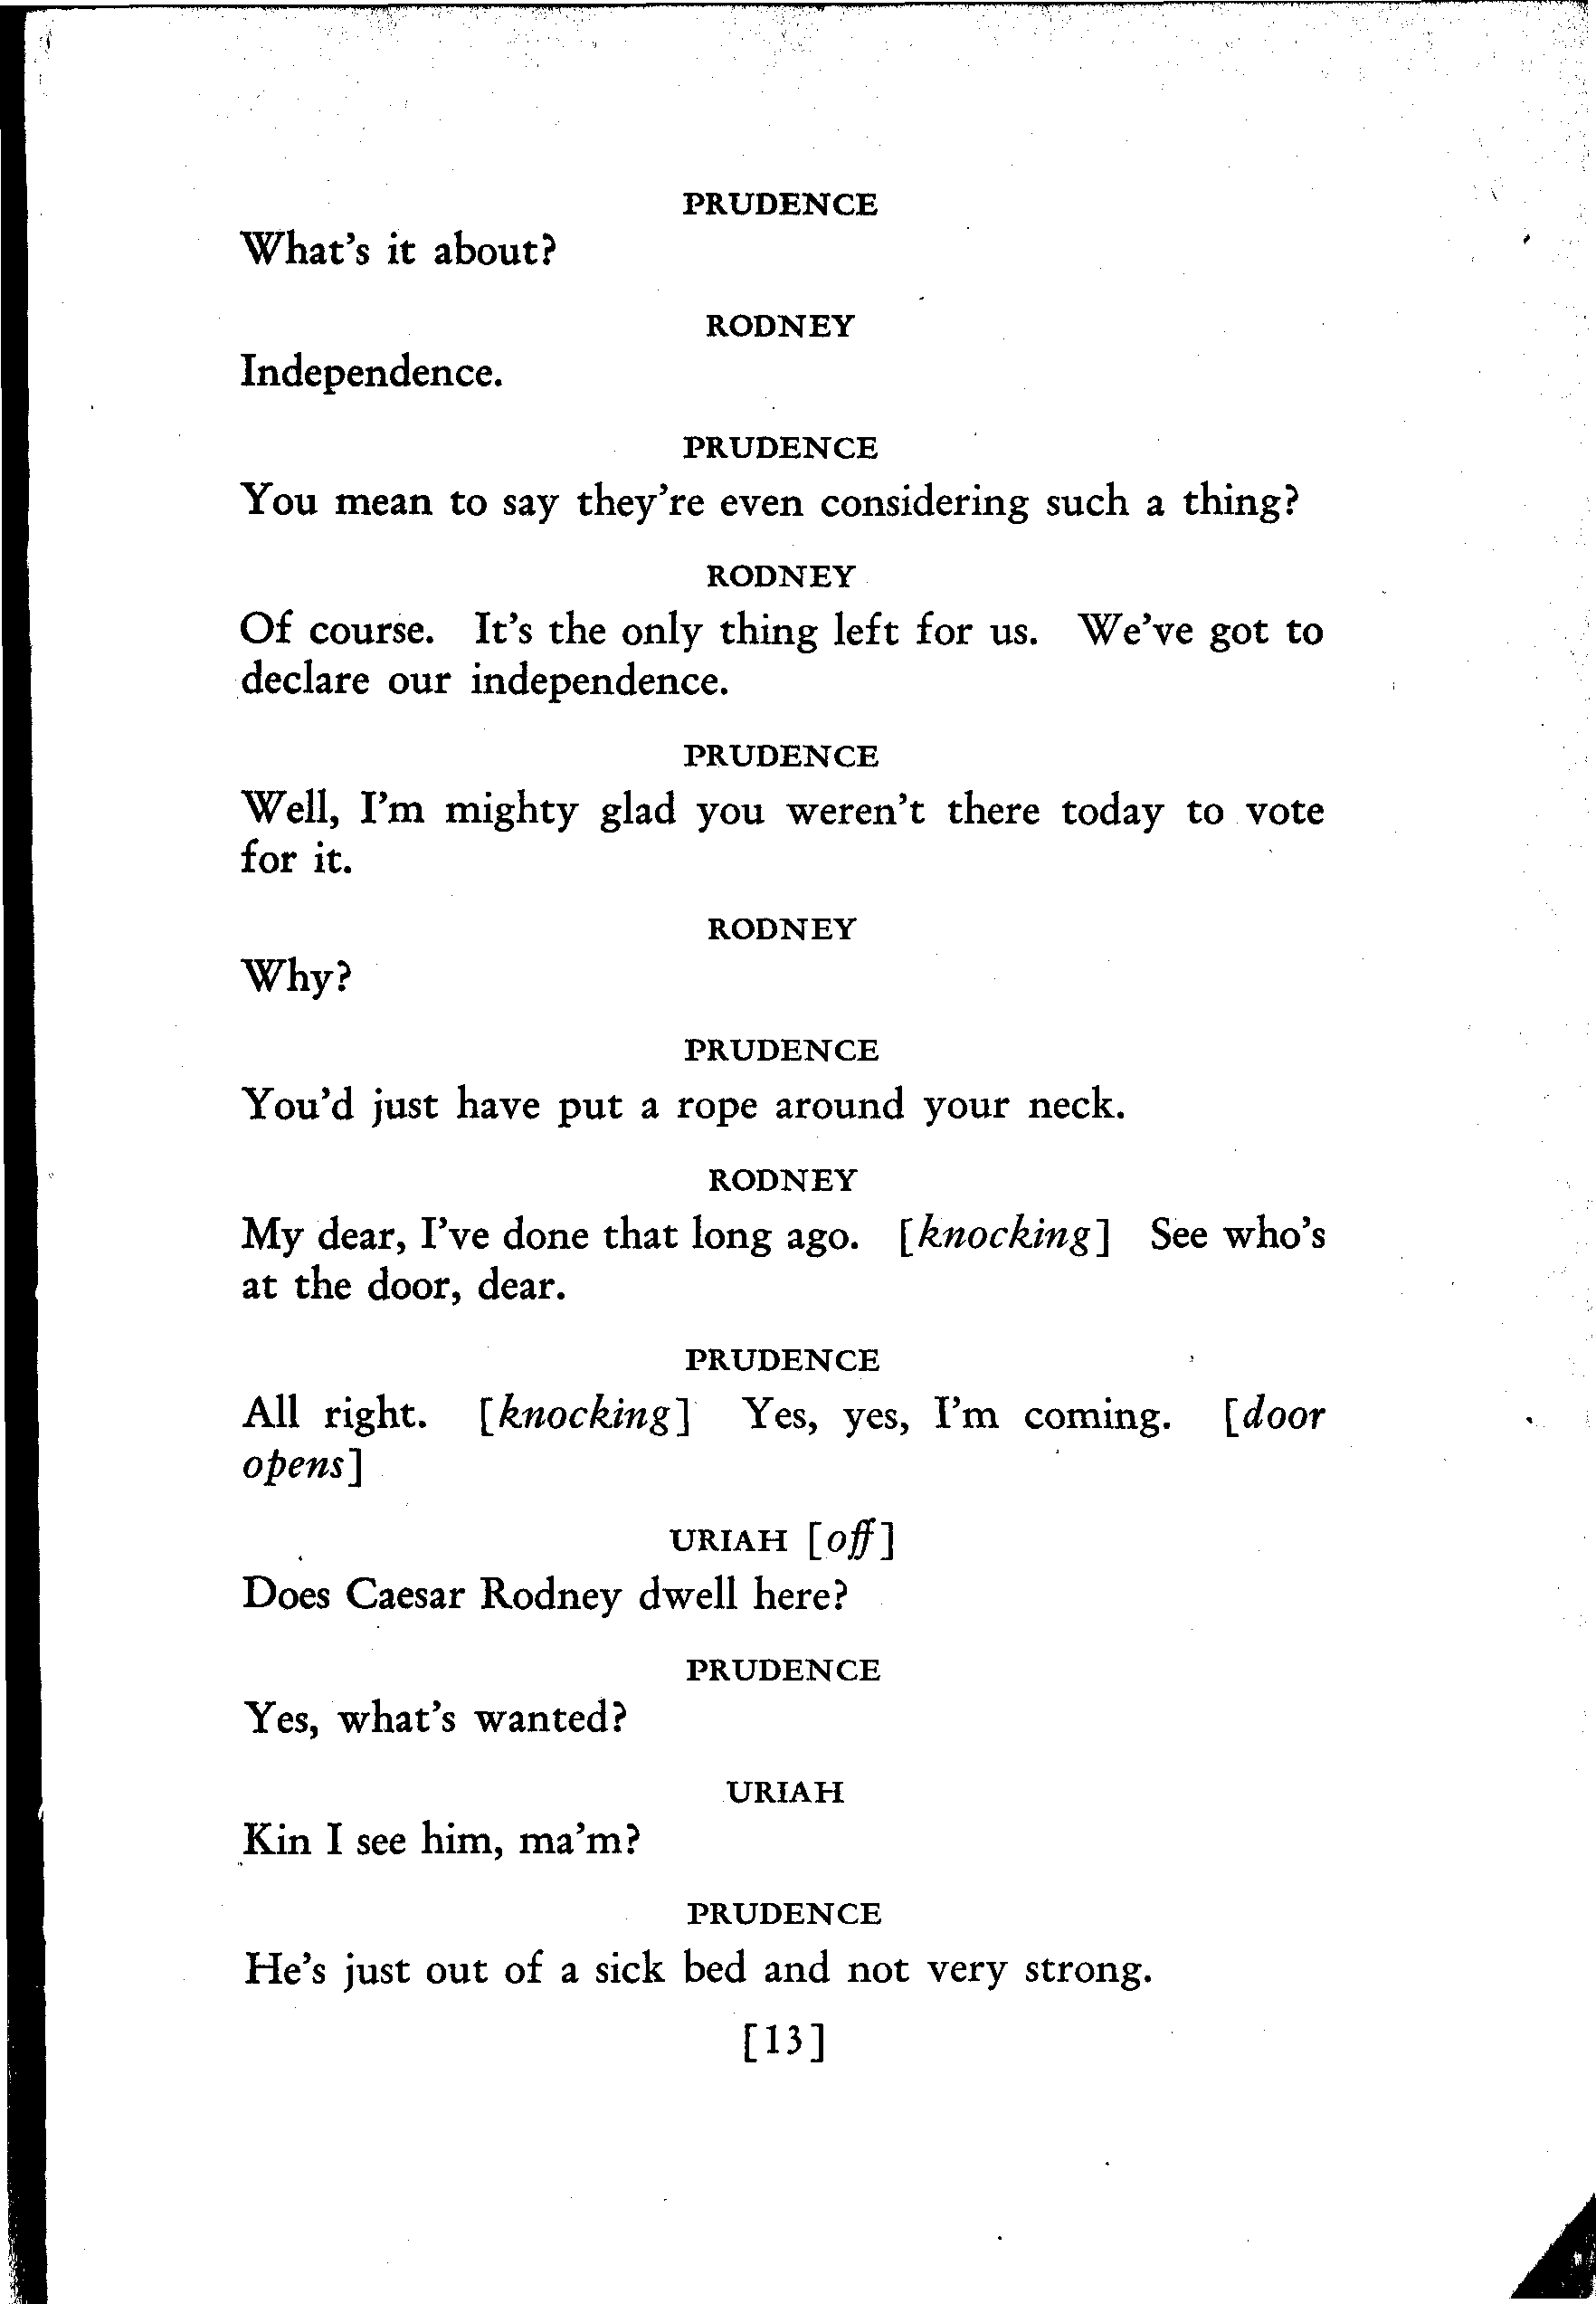 PRUDENCE
What's it about?
RODNEY
Independence.
PRUDENCE
You mean to say they're even considering such a thing?
RODNEY
Of course. It's the only thing left for us. We've got to
declare our independence.
PRUDENCE
Well, I'm mighty glad you weren't there today to vote
for it.
RODNEY
Why?
PRUDENCE
You'd just have put a rope around your neck.
RODNEY
My dear, I've done that long ago. [knocking] See who's
at the door, dear.
PRUDENCE
All right. [knocking] Yes, yes, I'm coming. [door
opens]
URIAH [off]
Does Caesar Rodney dwell here?
PRUDENCE
Yes, what's wanted?
URIAH
Kin I see him, ma'm?
PRUDENCE
He's just out of a sick bed and not very strong.
[13]